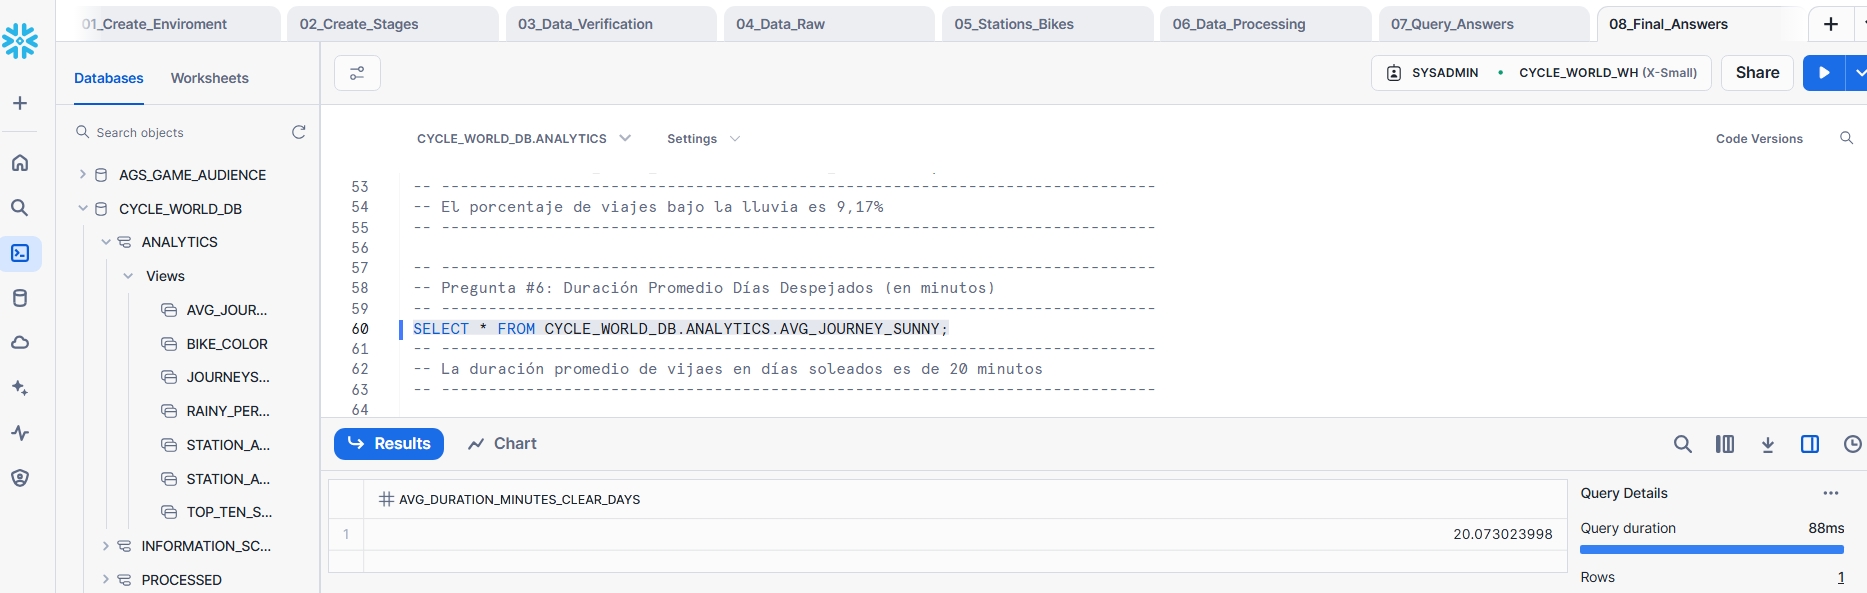 01_Create_Enviroment
02_Create_Stages
03_Data_Verification
04_Data_Raw
05_Stations_Bikes
06_Data_Processing
07_Query_Answers
08_Final_Answers
Databases
Worksheets
SYSADMIN
CYCLE_WORLD_WH (X-Small)
Share
Search objects
CYCLE_WORLD_DB.ANALYTICS
Settings
Code Versions
AGS_GAME_AUDIENCE
CYCLE_WORLD_DB
ANALYTICS
Views
AVG_JOUR...
BIKE_COLOR
JOURNEYS...
RAINY_PER...
STATION_A...
STATION_A...
TOP_TEN_S...
INFORMATION_SC...
PROCESSED
53 -- ----------------------------------------------------------------------------
54 -- El porcentaje de viajes bajo la lluvia es 9,17%
55 -- ----------------------------------------------------------------------------
56
57 -- ----------------------------------------------------------------------------
58 -- Pregunta #6: Duración Promedio Días Despejados (en minutos)
59 -- ----------------------------------------------------------------------------
60 SELECT * FROM CYCLE_WORLD_DB.ANALYTICS.AVG_JOURNEY_SUNNY;
61 -- ----------------------------------------------------------------------------
62 -- La duración promedio de vijaes en días soleados es de 20 minutos
63 -- ----------------------------------------------------------------------------
64
Results
Chart
AVG_DURATION_MINUTES_CLEAR_DAYS
1 20.073023998
Query Details
...
Query duration 88ms
Rows 1